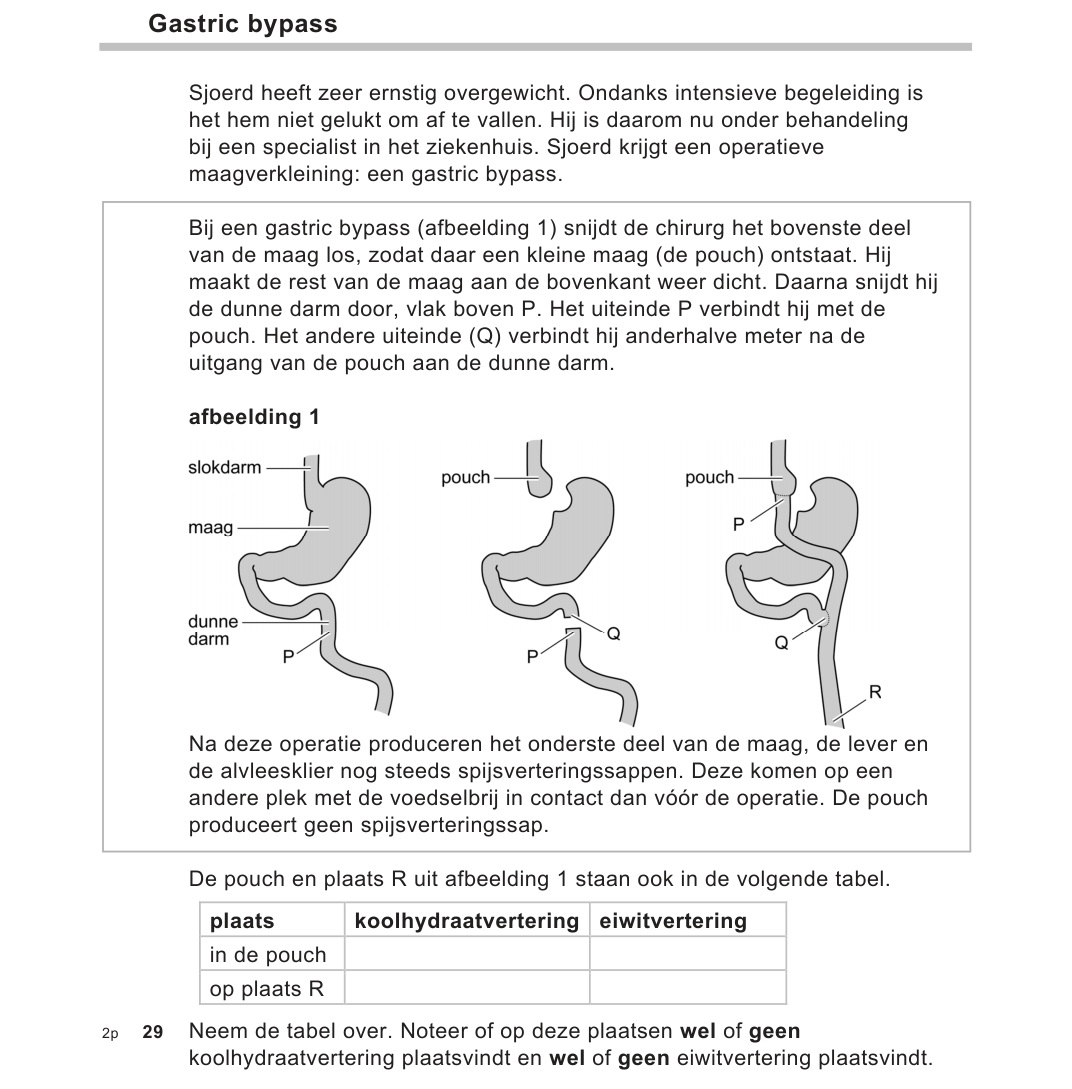 Gastric bypass
Sjoerd heeft zeer ernstig overgewicht. Ondanks intensieve begeleiding is
het hem niet gelukt om af te vallen. Hij is daarom nu onder behandeling
bij een specialist in het ziekenhuis. Sjoerd krijgt een operatieve
maagverkleining: een gastric bypass.
Bij een gastric bypass (afbeelding 1) snijdt de chirurg het bovenste deel
van de maag los, zodat daar een kleine maag (de pouch) ontstaat. Hij
maakt de rest van de maag aan de bovenkant weer dicht. Daarna snijdt hij
de dunne darm door, vlak boven P. Het uiteinde P verbindt hij met de
pouch. Het andere uiteinde (Q) verbindt hij anderhalve meter na de
uitgang van de pouch aan de dunne darm.
afbeelding 1
slokdarm
maag
dunne
darm
P
pouch
Q
P
pouch
P
Q
R
Na deze operatie produceren het onderste deel van de maag, de lever en
de alvleesklier nog steeds spijsverteringssappen. Deze komen op een
andere plek met de voedselbrij in contact dan vóór de operatie. De pouch
produceert geen spijsverteringssap.
De pouch en plaats R uit afbeelding 1 staan ook in de volgende tabel.
plaats koolhydraatvertering eiwitvertering
in de pouch
op plaats R
2p 29 Neem de tabel over. Noteer of op deze plaatsen wel of geen
koolhydraatvertering plaatsvindt en wel of geen eiwitvertering plaatsvindt.